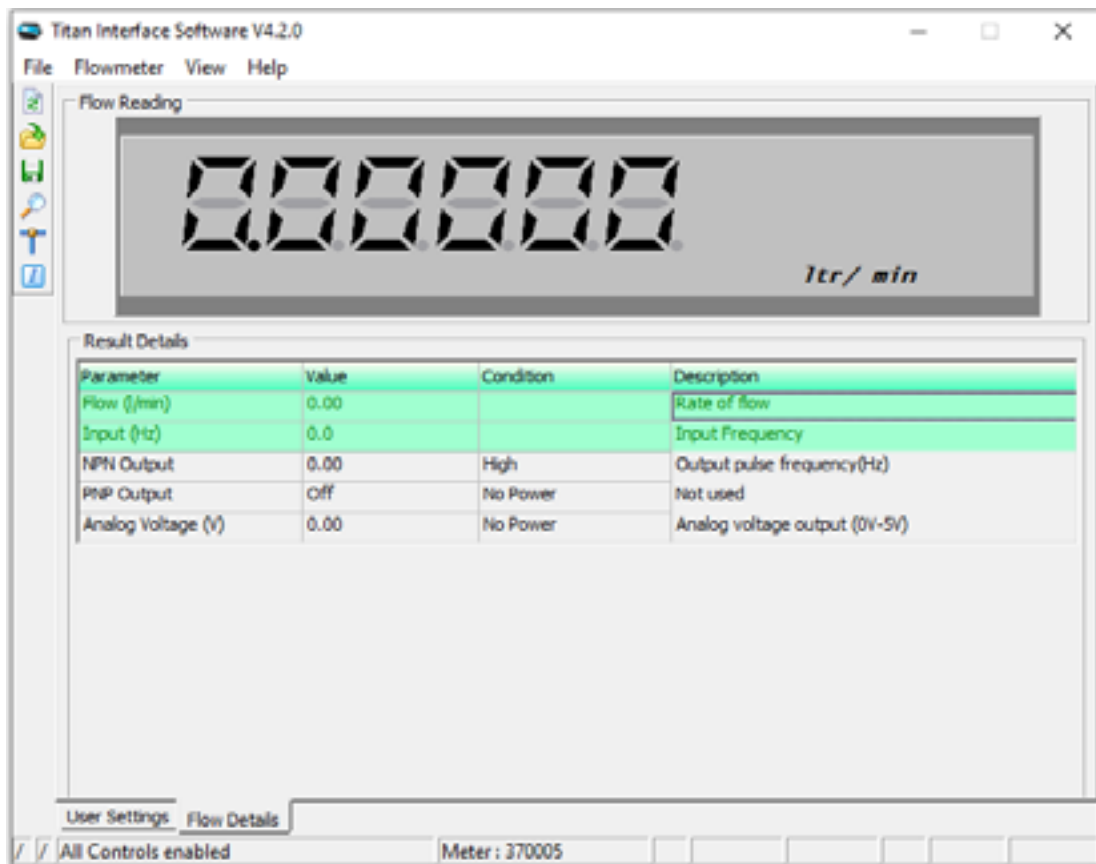 Titan Interface Software V4.2.0
File Flowmeter View Help
Flow Reading
0.00000
ltr/ min
Result Details
Parameter Value Condition Description
Flow (l/min) 0.00 Rate of flow
Input (Hz) 0.0 Input Frequency
NPN Output 0.00 High Output pulse frequency(Hz)
PNP Output Off No Power Not used
Analog Voltage (V) 0.00 No Power Analog voltage output (0V-5V)
User Settings Flow Details
/ / All Controls enabled Meter : 370005